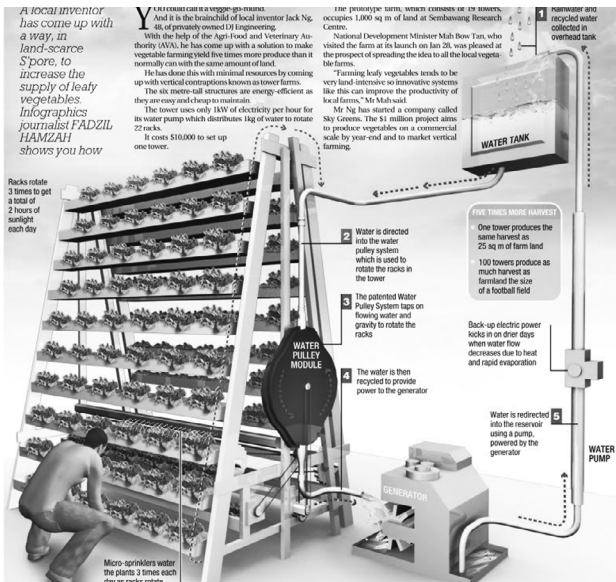 A local inventor
has come up with
a way, in
land-scarce
S'pore, to
increase the
supply of leafy
vegetables.
Infographics
journalist FADZIL
HAMZAH
shows you how
YOU could call it a veggie-go-round.
And it is the brainchild of local inventor Jack Ng,
48, of privately owned DJ Engineering.
With the help of the Agri-Food and Veterinary Au-
thority (AVA), he has come up with a solution to make
vegetable farming yield five times more produce than it
normally can with the same amount of land.
He has done this with minimal resources by coming
up with vertical contraptions known as tower farms.
The six metre-tall structures are energy-efficient as
they are easy and cheap to maintain.
The tower uses only 1KW of electricity per hour for
its water pump which distributes 1kg of water to rotate
22 racks.
It costs $10,000 to set up
one tower.
The prototype farm, which consists of 19 towers,
occupies 1,000 sq m of land at Sembawang Research
Centre.
National Development Minister Mah Bow Tan, who
visited the farm at its launch on Jan 28, was pleased at
the prospect of spreading the idea to all the local vegeta-
ble farms.
"Farming leafy vegetables tends to be
very land-intensive so innovative systems
like this can improve the productivity of
local farms," Mr Mah said.
Mr Ng has started a company called
Sky Greens. The $1 million project aims
to produce vegetables on a commercial
scale by year-end and to market vertical
farming.
1
Rainwater and
recycled water
collected in
overhead tank
WATER TANK
Racks rotate
3 times to get
a total of
2 hours of
sunlight
each day
FIVE TIMES MORE HARVEST
One tower produces the
same harvest as
25 sq m of farm land
100 towers produce as
much harvest as
farmland the size
of a football field
2
Water is directed
into the water
pulley system
which is used to
rotate the racks in
the tower
3
The patented Water
Pulley System taps on
flowing water and
gravity to rotate the
racks
WATER
PULLEY
MODULE
4
The water is then
recycled to provide
power to the generator
Back-up electric power
kicks in on drier days
when water flow
decreases due to heat
and rapid evaporation
5
Water is redirected
into the reservoir
using a pump,
powered by the
generator
WATER
PUMP
GENERATOR
Micro-sprinklers water
the plants 3 times each
day as racks rotate